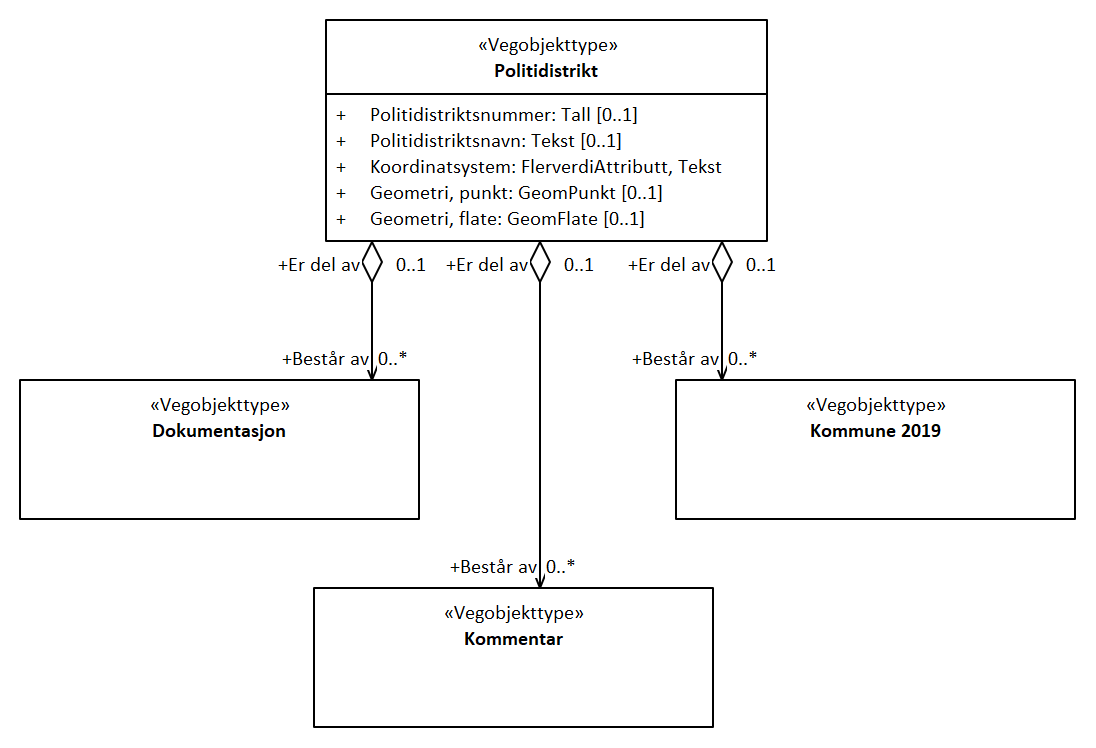 «Vegobjekttype»
Politidistrikt
+ Politidistriktsnummer: Tall [0..1]
+ Politidistriktsnavn: Tekst [0..1]
+ Koordinatsystem: FlerverdiAttributt, Tekst
+ Geometri, punkt: GeomPunkt [0..1]
+ Geometri, flate: GeomFlate [0..1]
+Er del av 0..1 +Er del av 0..1 +Er del av 0..1
+Består av 0..* +Består av 0..*
«Vegobjekttype»
Dokumentasjon
«Vegobjekttype»
Kommune 2019
+Består av 0..*
«Vegobjekttype»
Kommentar